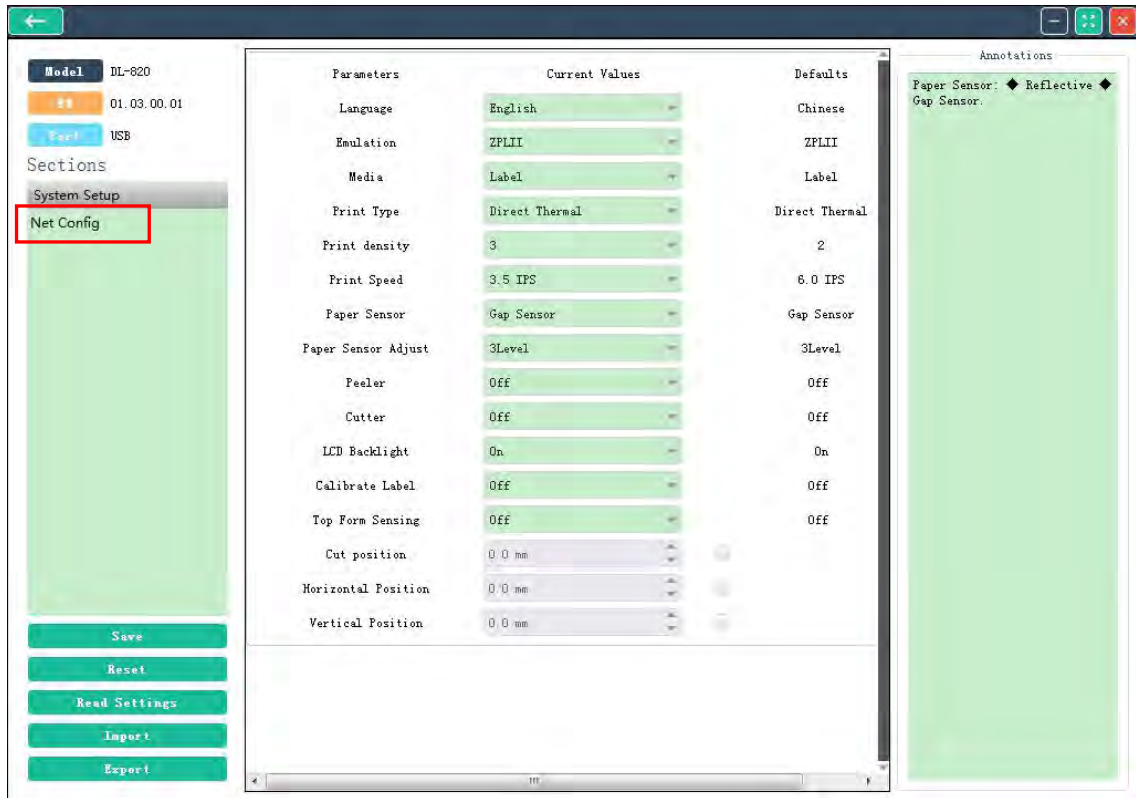 Annotations
Model DL-820
01.03.00.01
Port USB
Sections
System Setup
Net Config
Save
Reset
Read Settings
Import
Export
Parameters Current Values Defaults
Language English Chinese
Emulation ZPLII ZPLII
Media Label Label
Print Type Direct Thermal Direct Thermal
Print density 3 2
Print Speed 3.5 IPS 6.0 IPS
Paper Sensor Gap Sensor Gap Sensor
Paper Sensor Adjust 3Level 3Level
Peeler Off Off
Cutter Off Off
LCD Backlight On On
Calibrate Label Off Off
Top Form Sensing Off Off
Cut position 0.0 mm
Horizontal Position 0.0 mm
Vertical Position 0.0 mm
Paper Sensor: ◆ Reflective ◆
Gap Sensor.